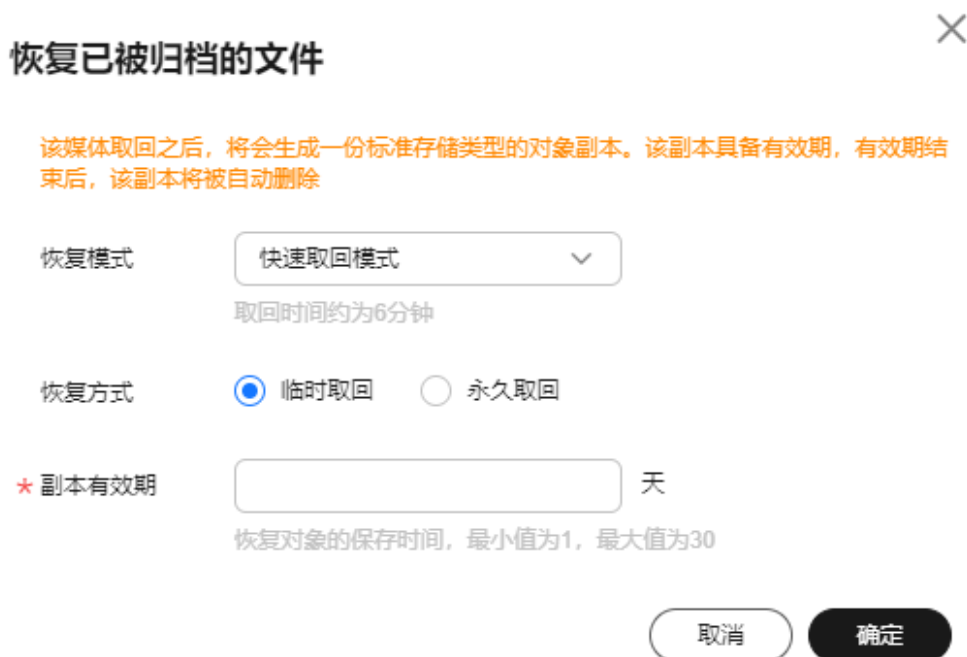 恢复已被归档的文件
该媒体取回之后，将会生成一份标准存储类型的对象副本。该副本具备有效期，有效期结
束后，该副本将被自动删除
恢复模式 快速取回模式
取回时间约为6分钟
恢复方式 临时取回 永久取回
* 副本有效期 天
恢复对象的保存时间，最小值为1，最大值为30
取消 确定